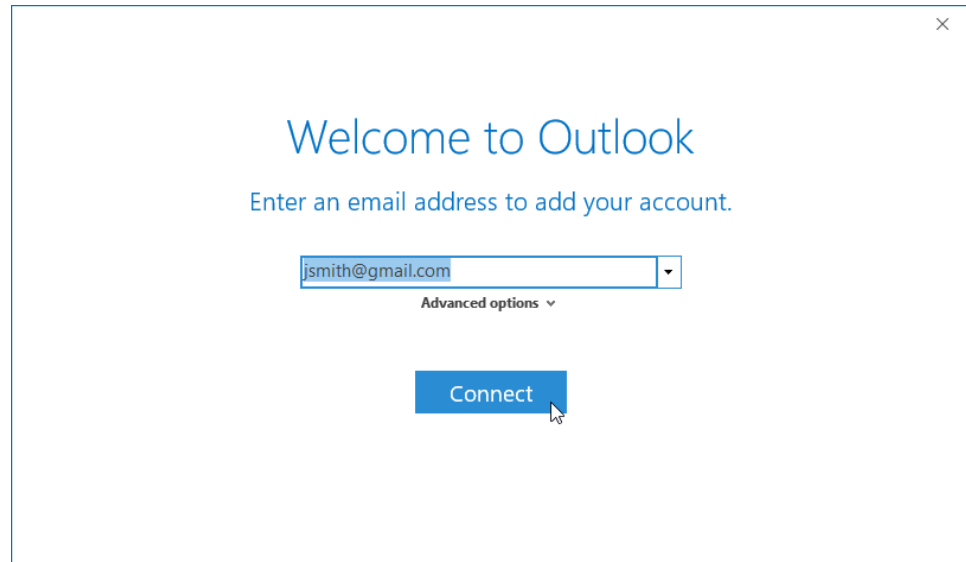 Welcome to Outlook
Enter an email address to add your account.
jsmith@gmail.com
Advanced options
Connect